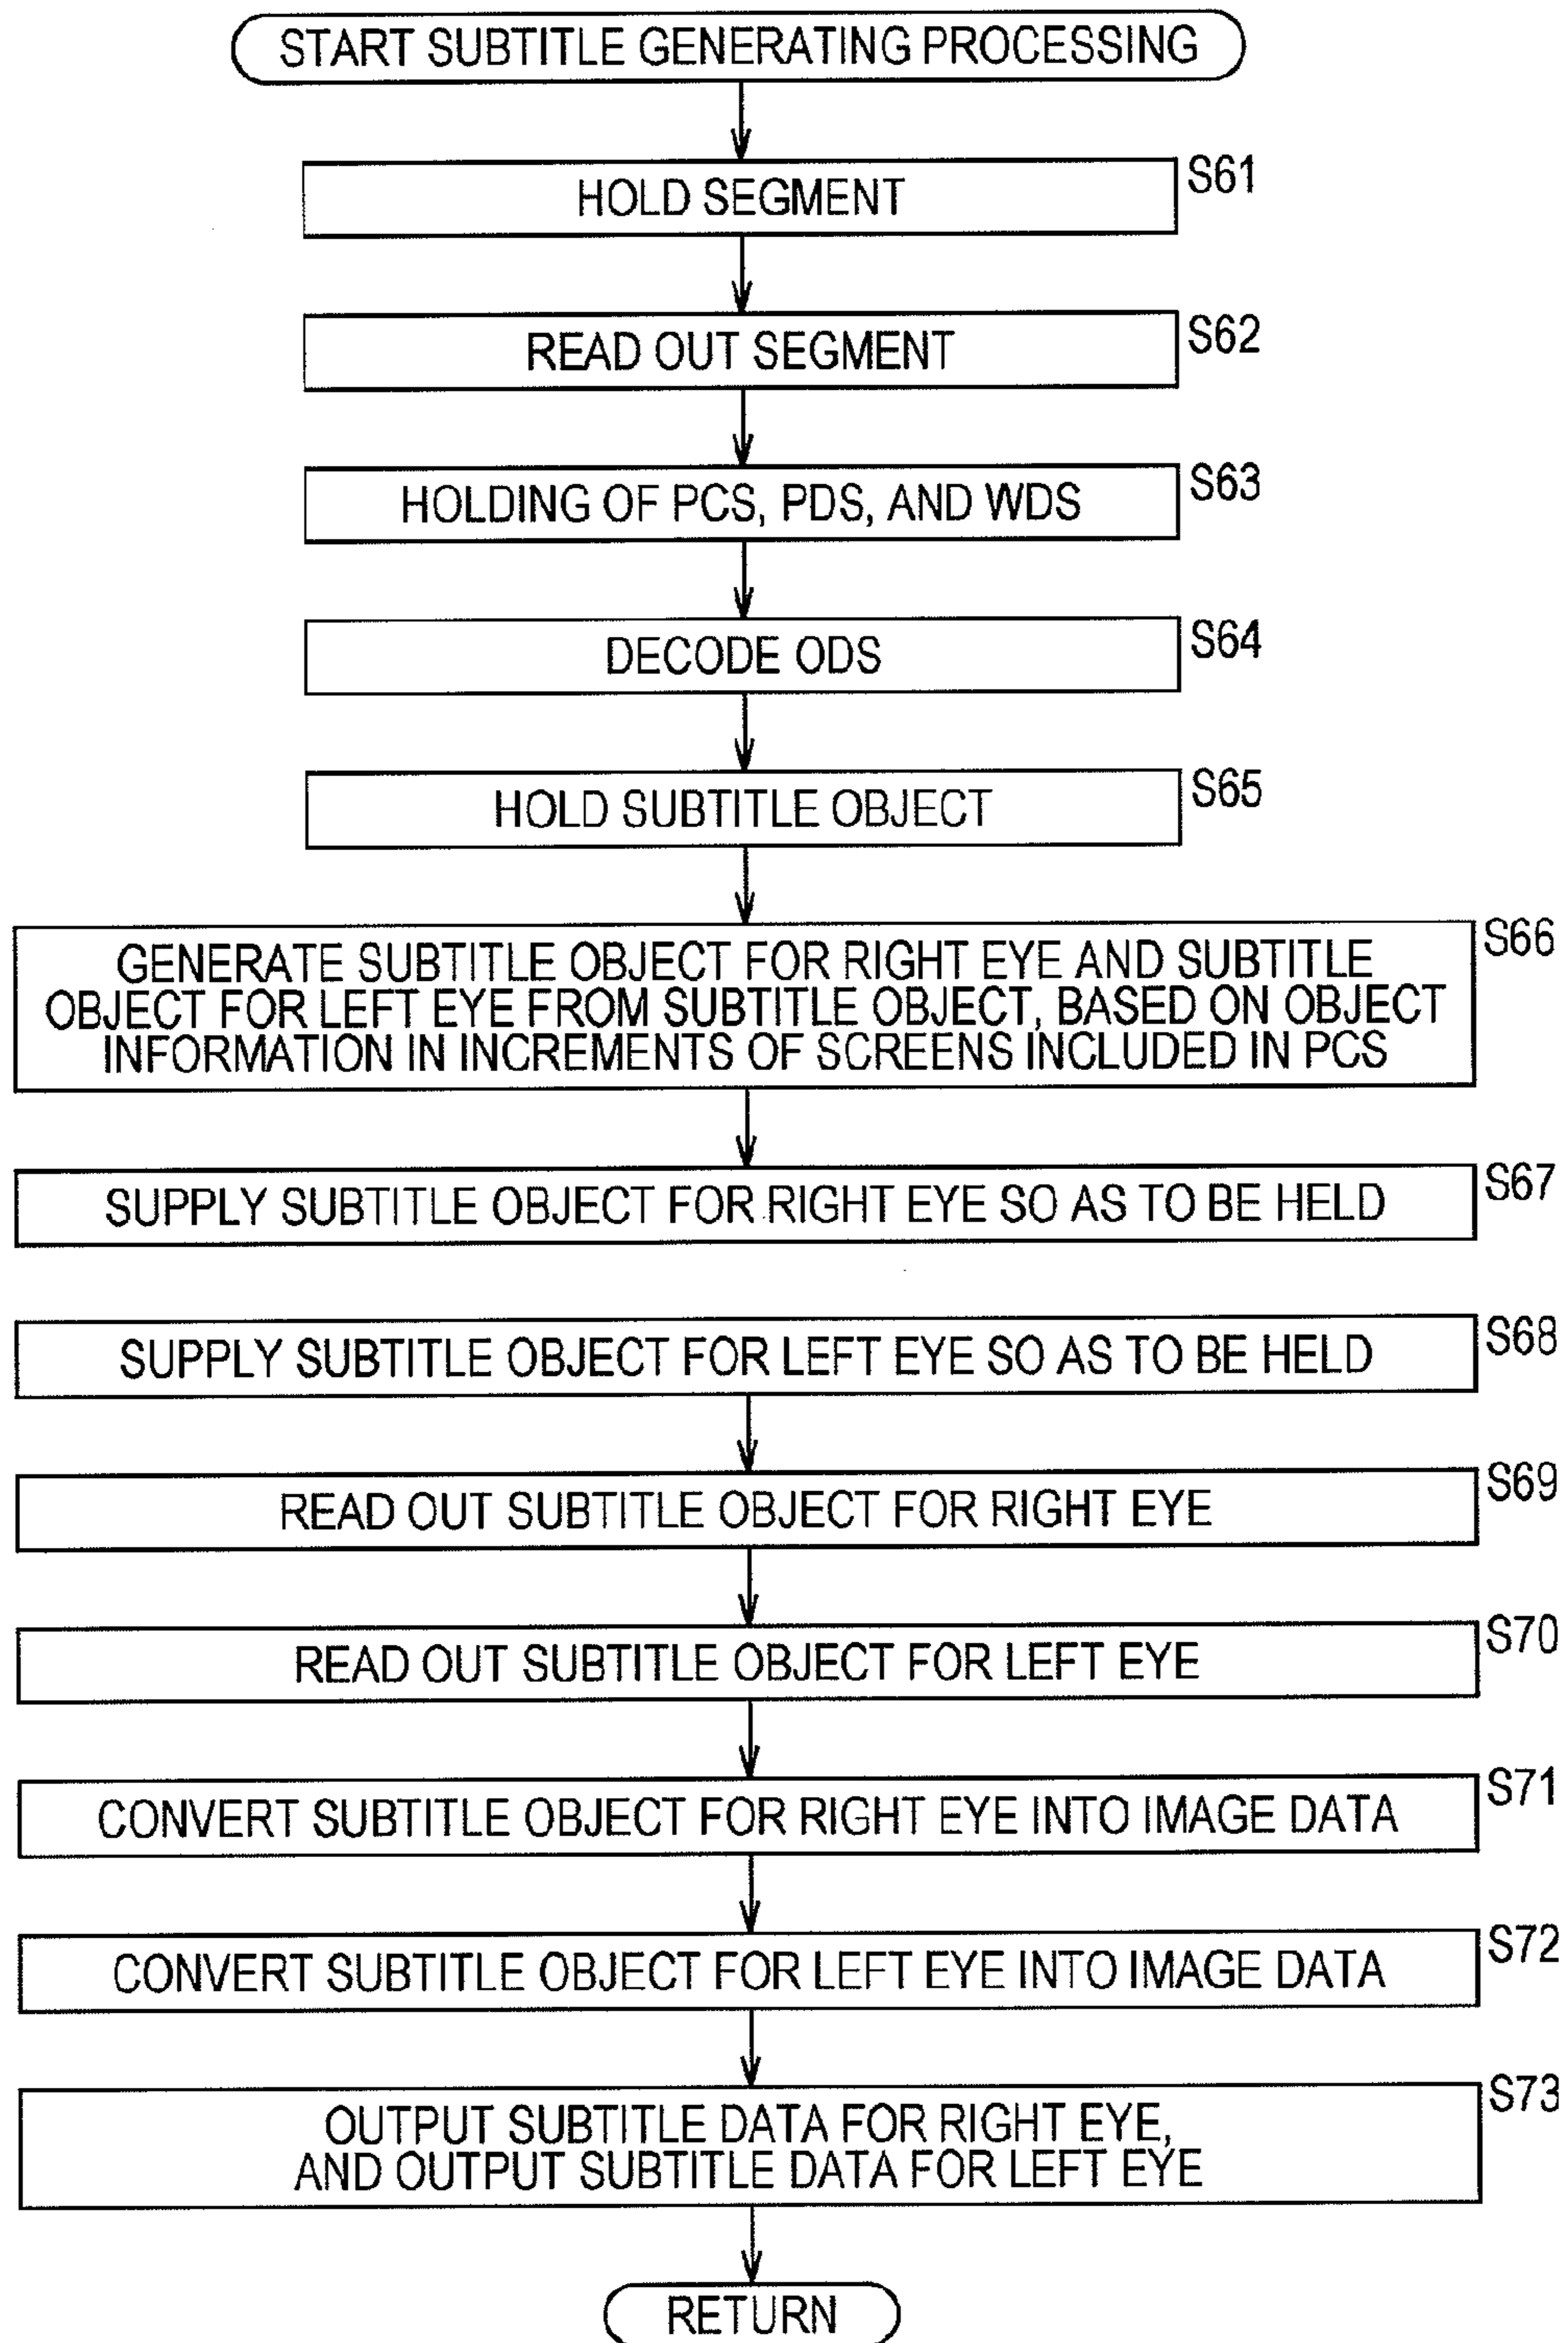 START SUBTITLE GENERATING PROCESSING
HOLD SEGMENT
S61
READ OUT SEGMENT
S62
HOLDING OF PCS, PDS, AND WDS
S63
DECODE ODS
S64
HOLD SUBTITLE OBJECT
S65
GENERATE SUBTITLE OBJECT FOR RIGHT EYE AND SUBTITLE
OBJECT FOR LEFT EYE FROM SUBTITLE OBJECT, BASED ON OBJECT
INFORMATION IN INCREMENTS OF SCREENS INCLUDED IN PCS
S66
SUPPLY SUBTITLE OBJECT FOR RIGHT EYE SO AS TO BE HELD
S67
SUPPLY SUBTITLE OBJECT FOR LEFT EYE SO AS TO BE HELD
S68
READ OUT SUBTITLE OBJECT FOR RIGHT EYE
S69
READ OUT SUBTITLE OBJECT FOR LEFT EYE
S70
CONVERT SUBTITLE OBJECT FOR RIGHT EYE INTO IMAGE DATA
S71
CONVERT SUBTITLE OBJECT FOR LEFT EYE INTO IMAGE DATA
S72
OUTPUT SUBTITLE DATA FOR RIGHT EYE,
AND OUTPUT SUBTITLE DATA FOR LEFT EYE
S73
RETURN